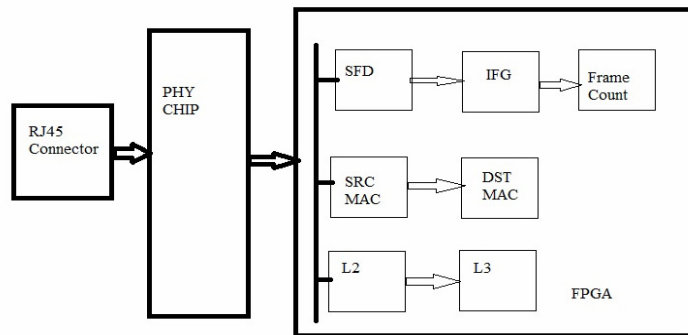 RJ45
Connector
PHY
CHIP
SFD
IFG
Frame
Count
SRC
MAC
DST
MAC
L2
L3
FPGA